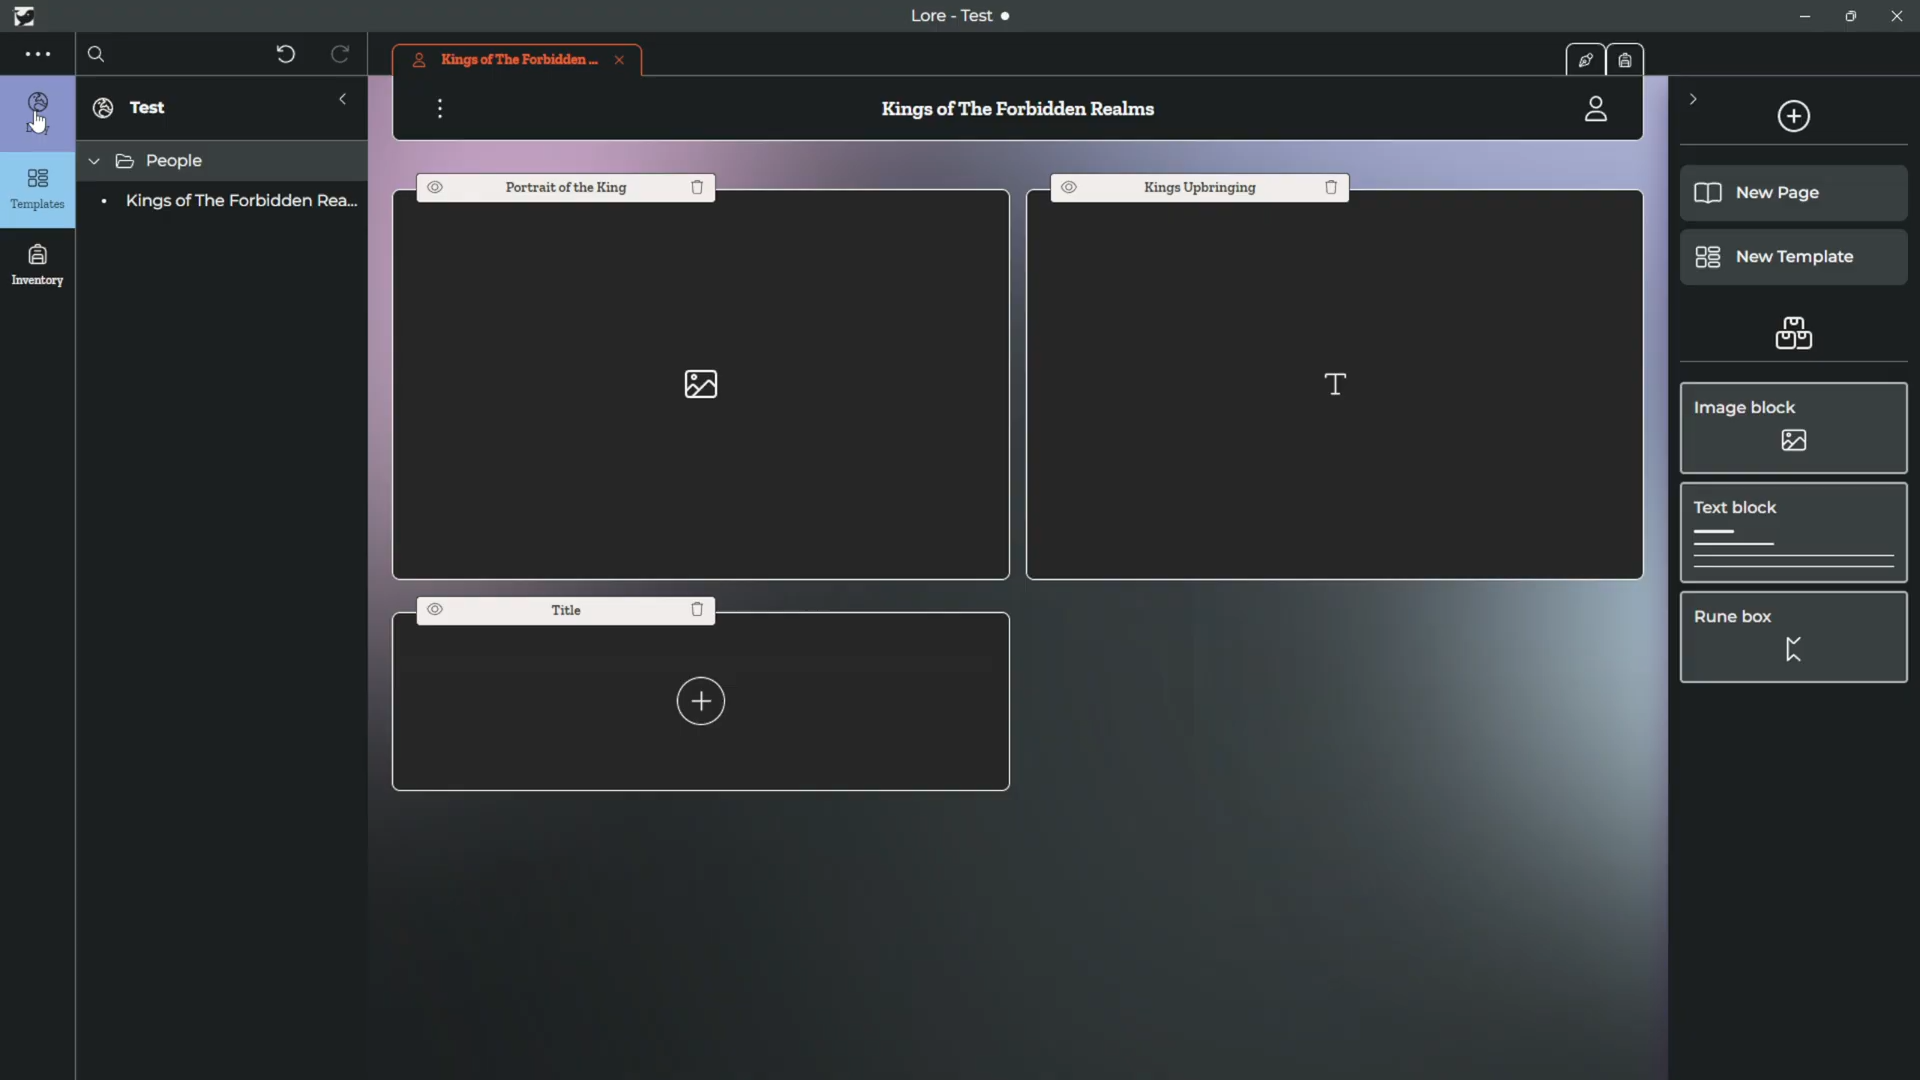 Lore - Test
Kings of The Forbidden ...
Test
Kings of The Forbidden Realms
People
Templates
Kings of The Forbidden Rea...
Inventory
Portrait of the King
Kings Upbringing
Title
New Page
New Template
Image block
Text block
Rune box